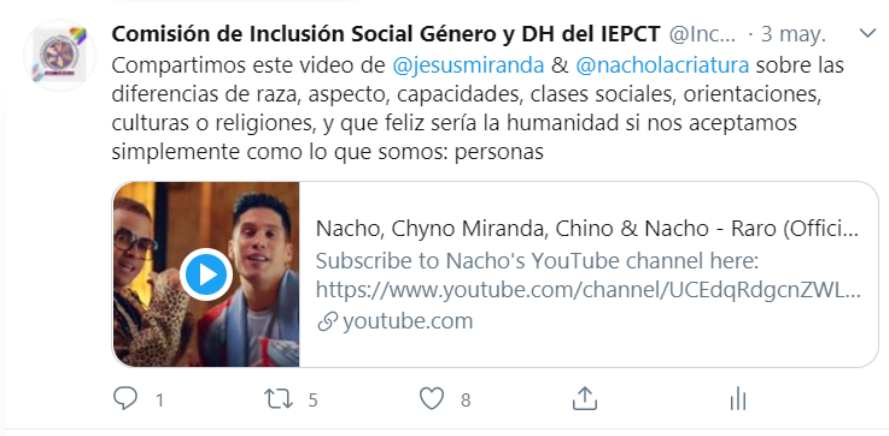 Comisión de Inclusión Social Género y DH del IEPCT @Inc... · 3 may.
Compartimos este video de @jesusmiranda & @nacholacriatura sobre las
diferencias de raza, aspecto, capacidades, clases sociales, orientaciones,
culturas o religiones, y que feliz sería la humanidad si nos aceptamos
simplemente como lo que somos: personas
Nacho, Chyno Miranda, Chino & Nacho - Raro (Offici...
Subscribe to Nacho's YouTube channel here:
https://www.youtube.com/channel/UCEdqRdgcnZWL...
youtube.com
1 5 8